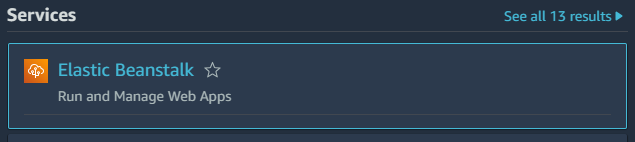 Services
See all 13 results
Elastic Beanstalk
Run and Manage Web Apps